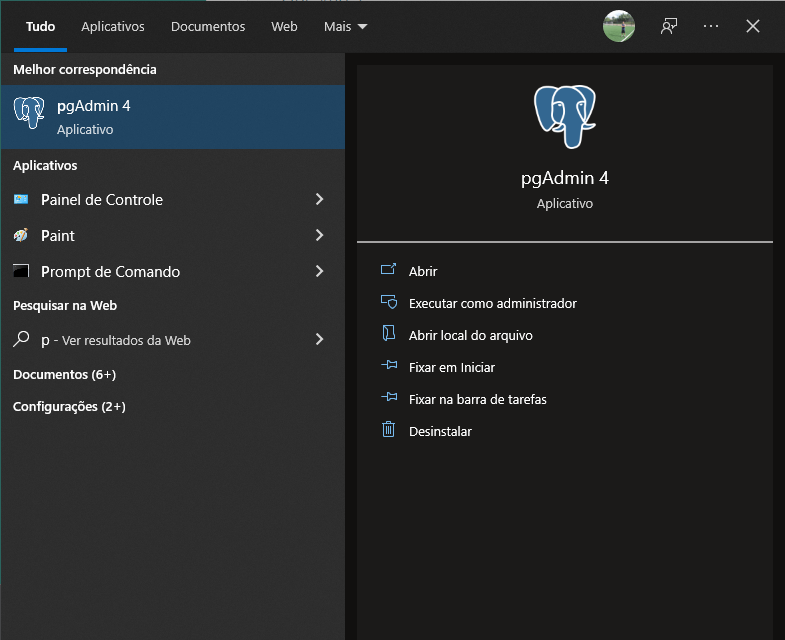 Tudo Aplicativos Documentos Web Mais
Melhor correspondência
pgAdmin 4
Aplicativo
Aplicativos
Painel de Controle
Paint
Prompt de Comando
Pesquisar na Web
p - Ver resultados da Web
Documentos (6+)
Configurações (2+)
pgAdmin 4
Aplicativo
Abrir
Executar como administrador
Abrir local do arquivo
Fixar em Iniciar
Fixar na barra de tarefas
Desinstalar